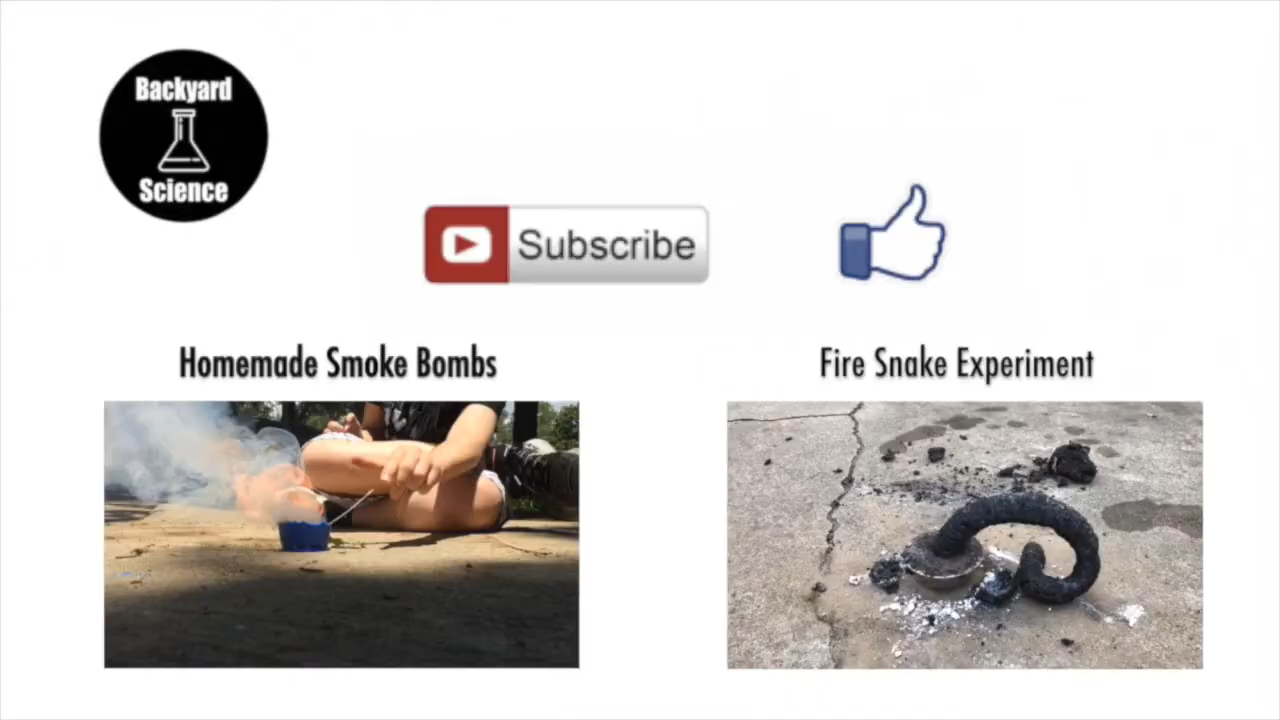 Backyard
Science
Subscribe
Homemade Smoke Bombs
Fire Snake Experiment